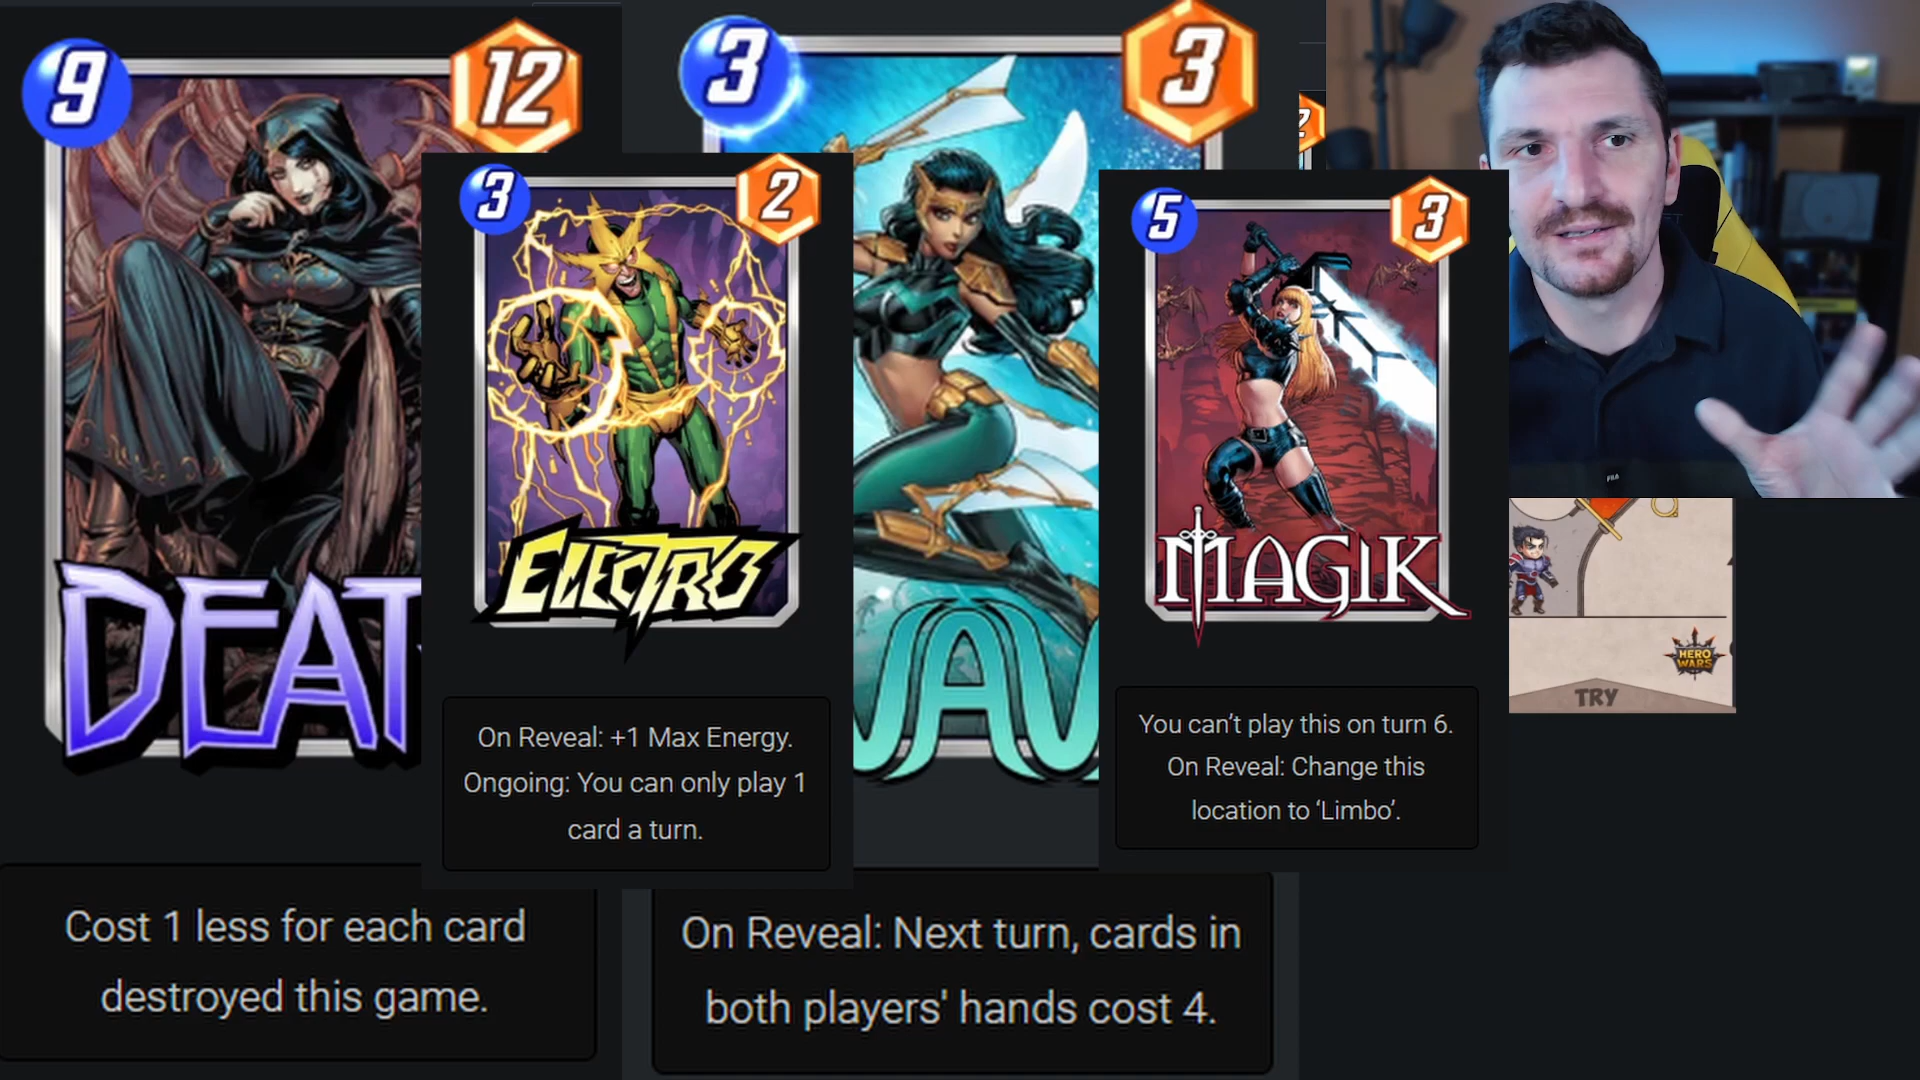 9
12
DEAT
Cost 1 less for each card
destroyed this game.
3
2
ELECTRO
On Reveal: +1 Max Energy.
Ongoing: You can only play 1
card a turn.
3
3
WAV
On Reveal: Next turn, cards in
both players' hands cost 4.
5
3
MAGIK
You can’t play this on turn 6.
On Reveal: Change this
location to ‘Limbo’.
2
FILA
HERO
WARS
TRY